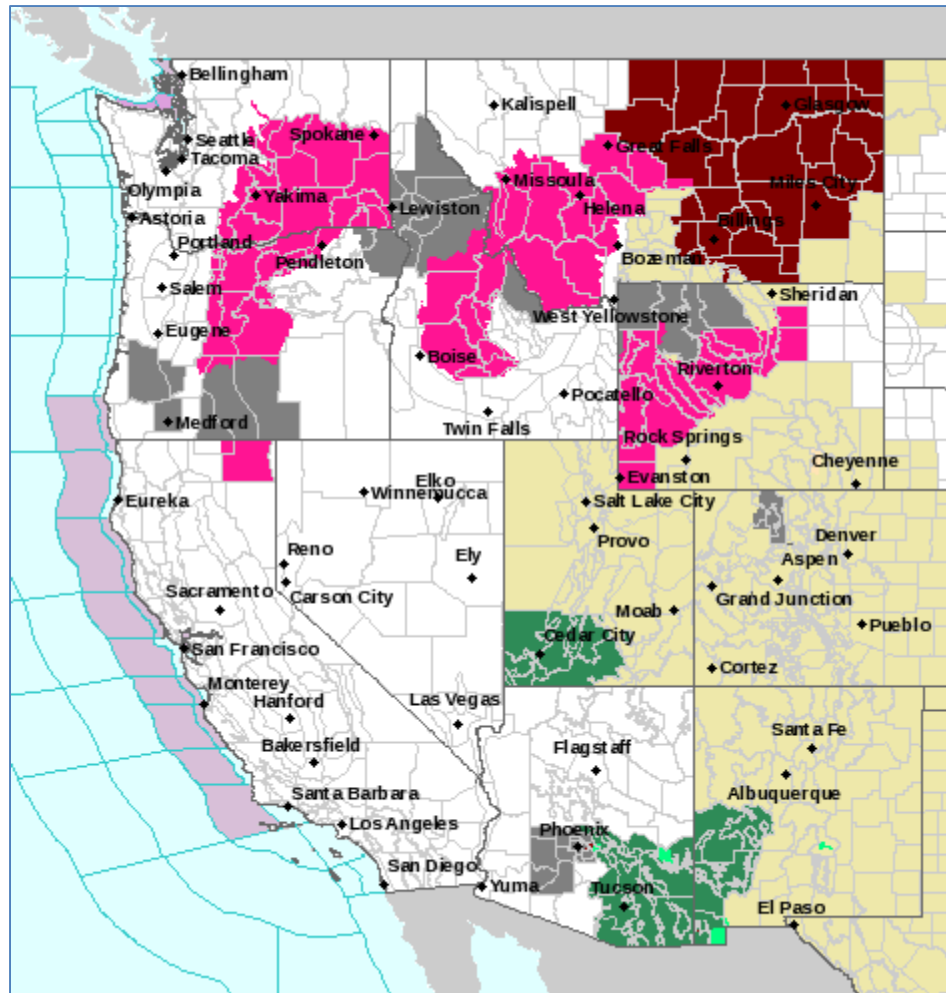 Bellingham
Kalispell
Glasgow
Spokane
Seattle
Great Falls
Tacoma
Missoula
Olympia
Yakima
Lewiston
Helena
Miles City
Astoria
Billings
Portland
Pendleton
Bozeman
Salem
Sheridan
West Yellowstone
Eugene
Boise
Riverton
Pocatello
Medford
Twin Falls
Rock Springs
Cheyenne
Elko
Evanston
Winnemucca
Eureka
Salt Lake City
Provo
Denver
Reno
Ely
Aspen
Carson City
Grand Junction
Sacramento
Moab
Pueblo
Cedar City
San Francisco
Cortez
Monterey
Hanford
Las Vegas
Santa Fe
Bakersfield
Flagstaff
Albuquerque
Santa Barbara
Los Angeles
Phoenix
San Diego
Yuma
Tucson
El Paso